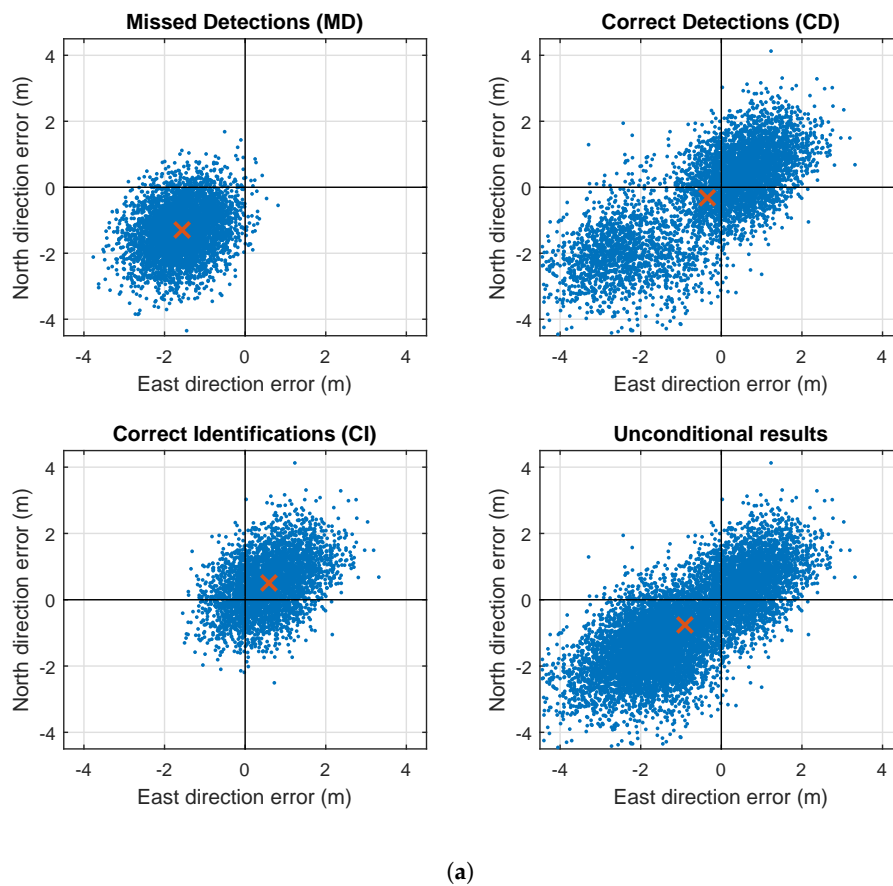 Missed Detections (MD)
Correct Detections (CD)
4
2
0
-2
-4
North direction error (m)
-4 -2 0 2 4
East direction error (m)
4
2
0
-2
-4
North direction error (m)
-4 -2 0 2 4
East direction error (m)
Correct Identifications (CI)
Unconditional results
4
2
0
-2
-4
North direction error (m)
-4 -2 0 2 4
East direction error (m)
4
2
0
-2
-4
North direction error (m)
-4 -2 0 2 4
East direction error (m)
(a)